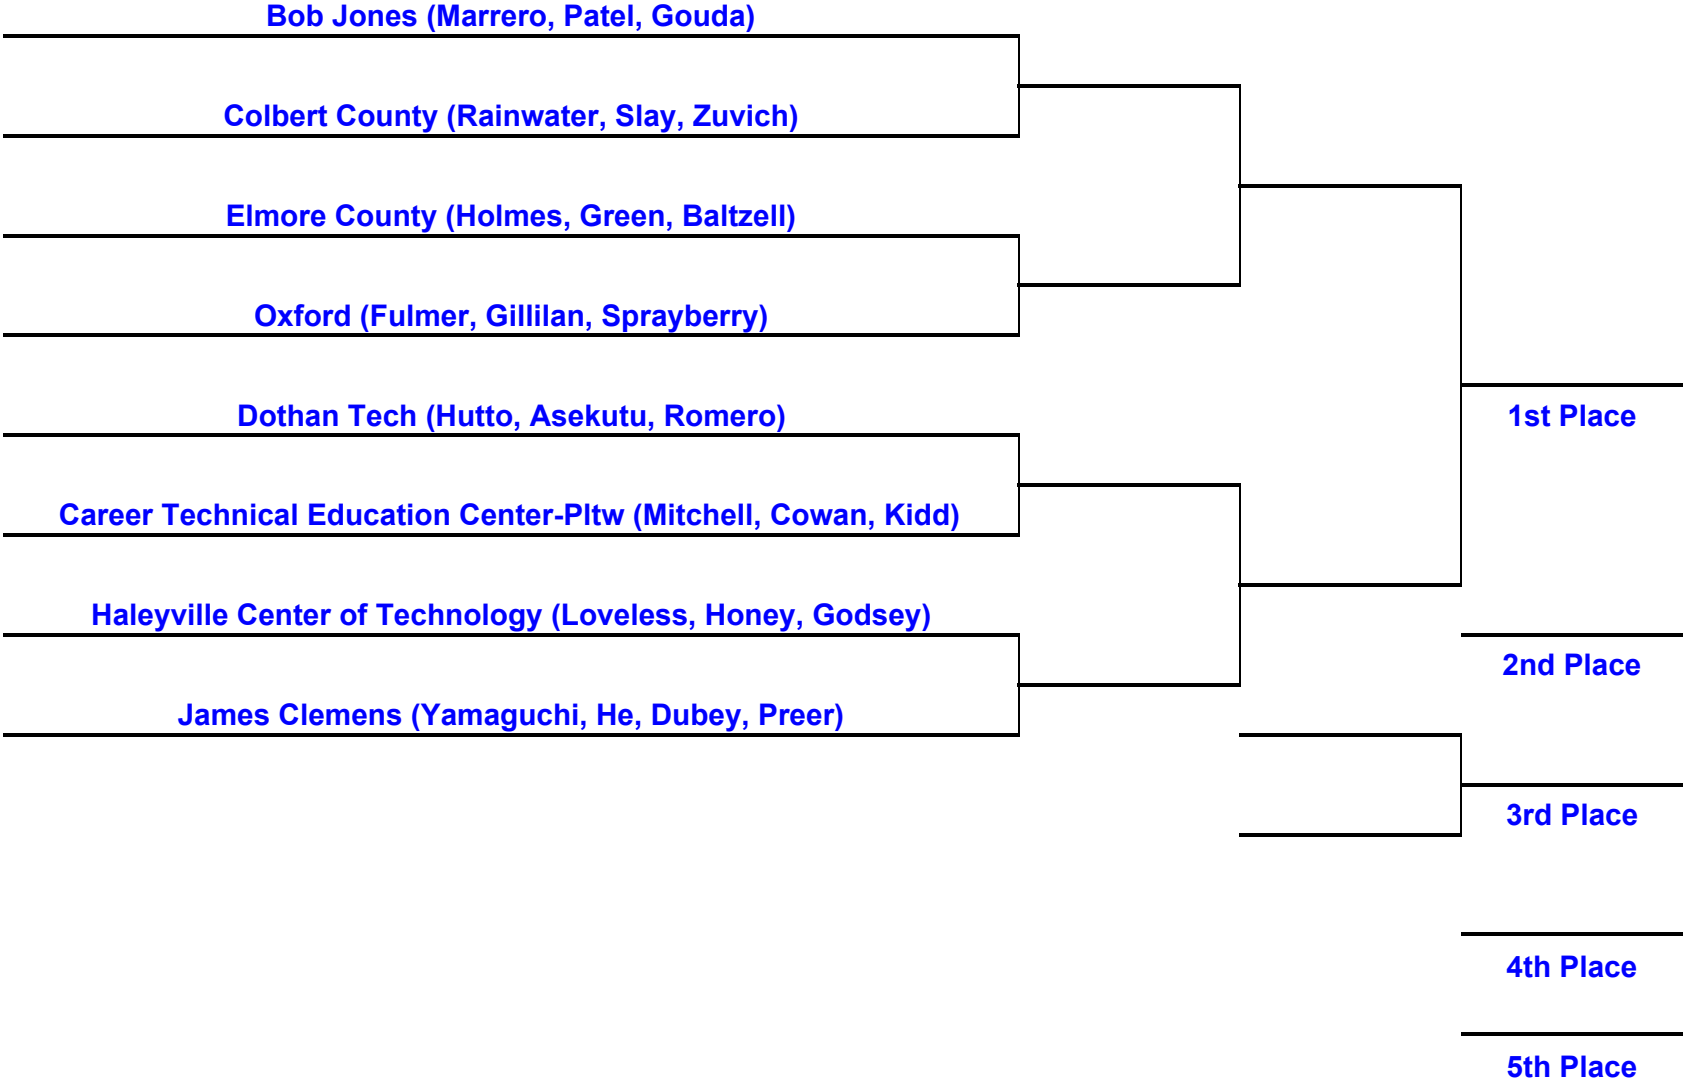 Bob Jones (Marrero, Patel, Gouda)
Colbert County (Rainwater, Slay, Zuvich)
Elmore County (Holmes, Green, Baltzell)
Oxford (Fulmer, Gillilan, Sprayberry)
Dothan Tech (Hutto, Asekutu, Romero)
1st Place
Career Technical Education Center-Pltw (Mitchell, Cowan, Kidd)
Haleyville Center of Technology (Loveless, Honey, Godsey)
2nd Place
James Clemens (Yamaguchi, He, Dubey, Preer)
3rd Place
4th Place
5th Place